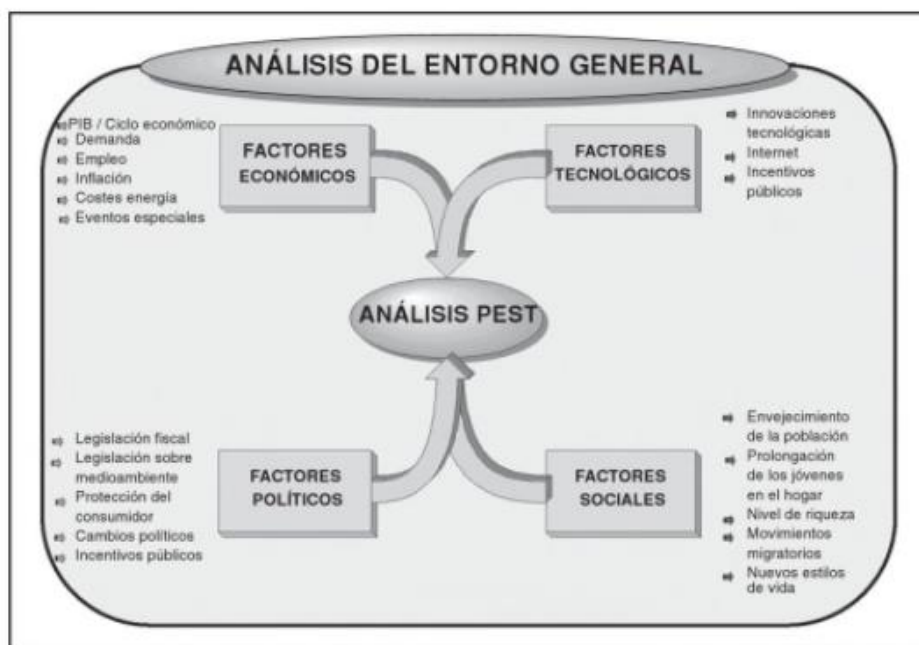 ANÁLISIS DEL ENTORNO GENERAL
PIB / Ciclo económico
Demanda
Empleo
Inflación
Costes energía
Eventos especiales
FACTORES
ECONÓMICOS
FACTORES
TECNOLÓGICOS
Innovaciones
tecnológicas
Internet
Incentivos
públicos
ANÁLISIS PEST
Legislación fiscal
Legislación sobre
medioambiente
Protección del
consumidor
Cambios políticos
Incentivos públicos
FACTORES
POLÍTICOS
FACTORES
SOCIALES
Envejecimiento
de la población
Prolongación
de los jóvenes
en el hogar
Nivel de riqueza
Movimientos
migratorios
Nuevos estilos
de vida